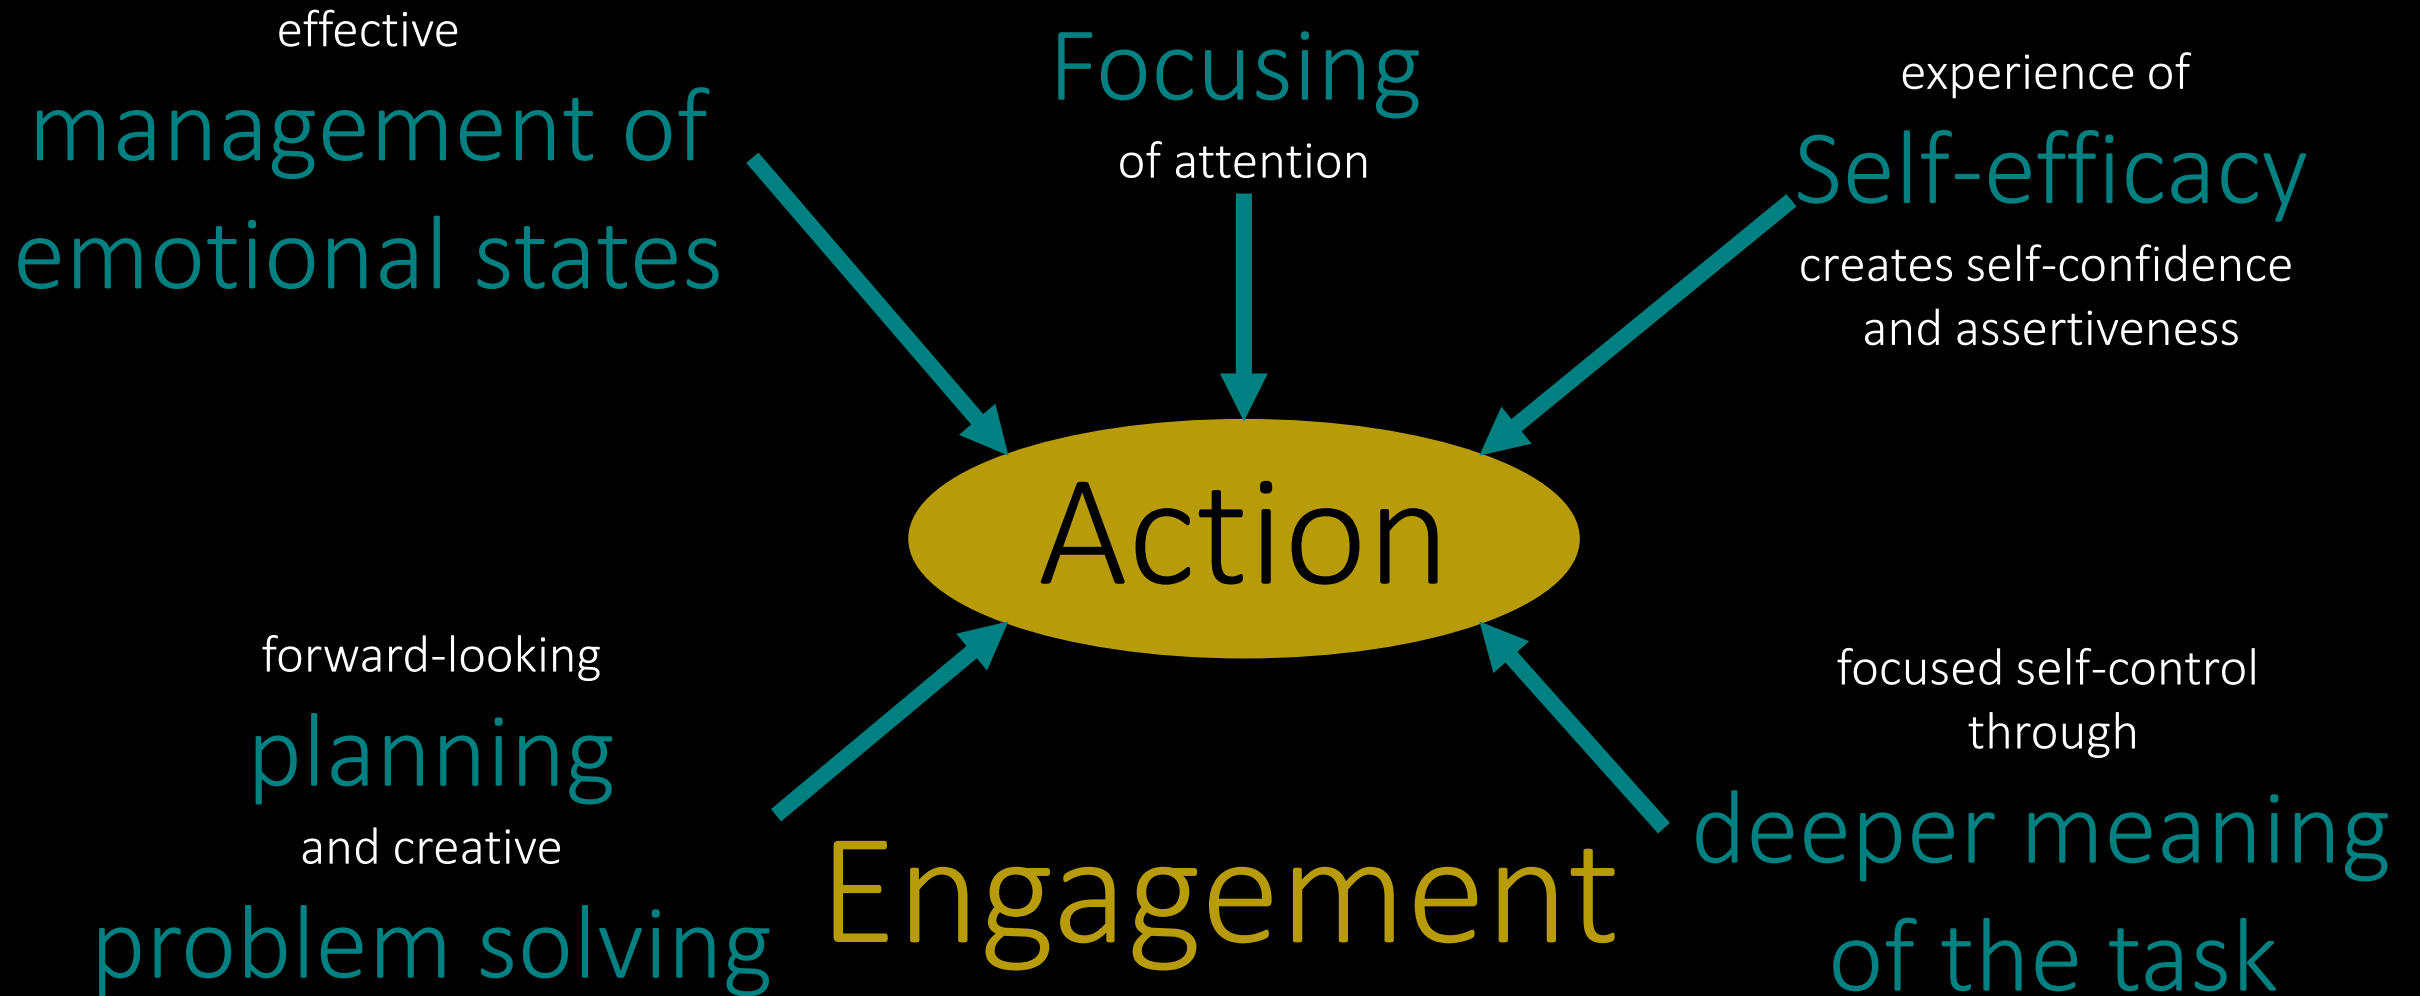 effective
management of
emotional states
Focusing
of attention
experience of
Self-efficacy
creates self-confidence
and assertiveness
Action
forward-looking
planning
and creative
problem solving
Engagement
focused self-control
through
deeper meaning
of the task